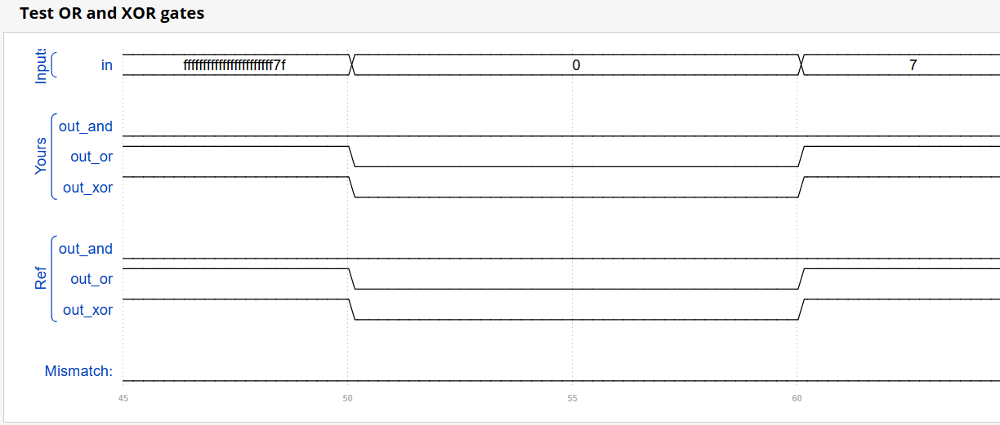 Test OR and XOR gates
Inputs
in
fffffffffffffffffffffff7f
0
7
Yours
out_and
out_or
out_xor
Ref
out_and
out_or
out_xor
Mismatch:
45
50
55
60